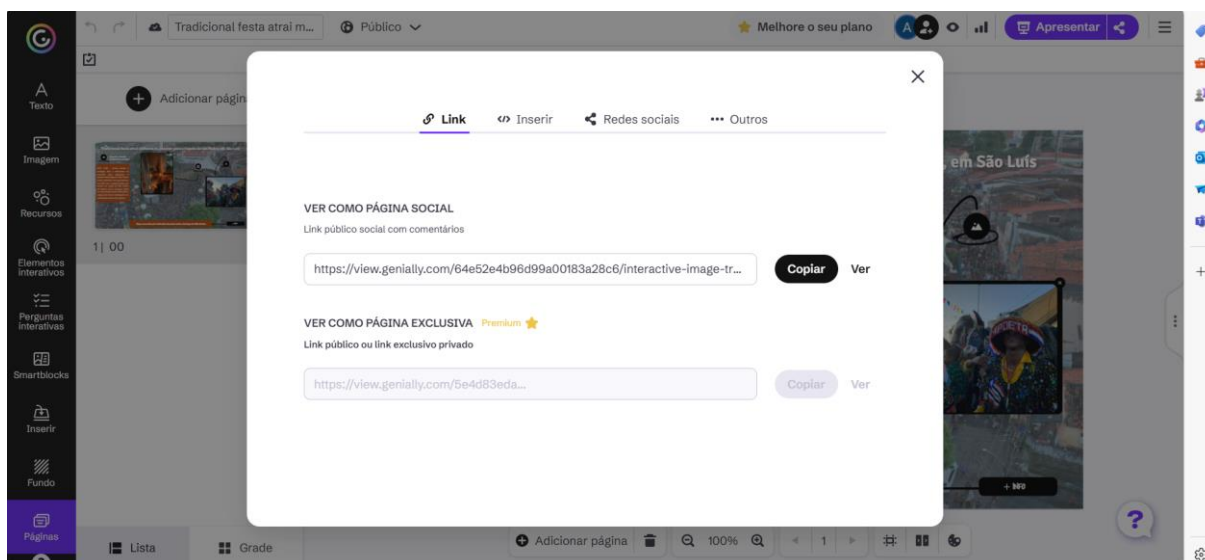 Tradicional festa atrai m...
Público
Melhore o seu plano
A
Apresentar
Texto
Imagem
Recursos
Elementos
interativos
Perguntas
interativas
Smartblocks
Inserir
Fundo
Páginas
Adicionar págin
1| 00
Link
Inserir
Redes sociais
Outros
VER COMO PÁGINA SOCIAL
Link público social com comentários
https://view.genially.com/64e52e4b96d99a00183a28c6/interactive-image-tr...
Copiar
Ver
VER COMO PÁGINA EXCLUSIVA Premium
Link público ou link exclusivo privado
https://view.genially.com/5e4d83eda...
Copiar
Ver
em São Luís
+ INFO
Lista
Grade
Adicionar página
100%
1
?